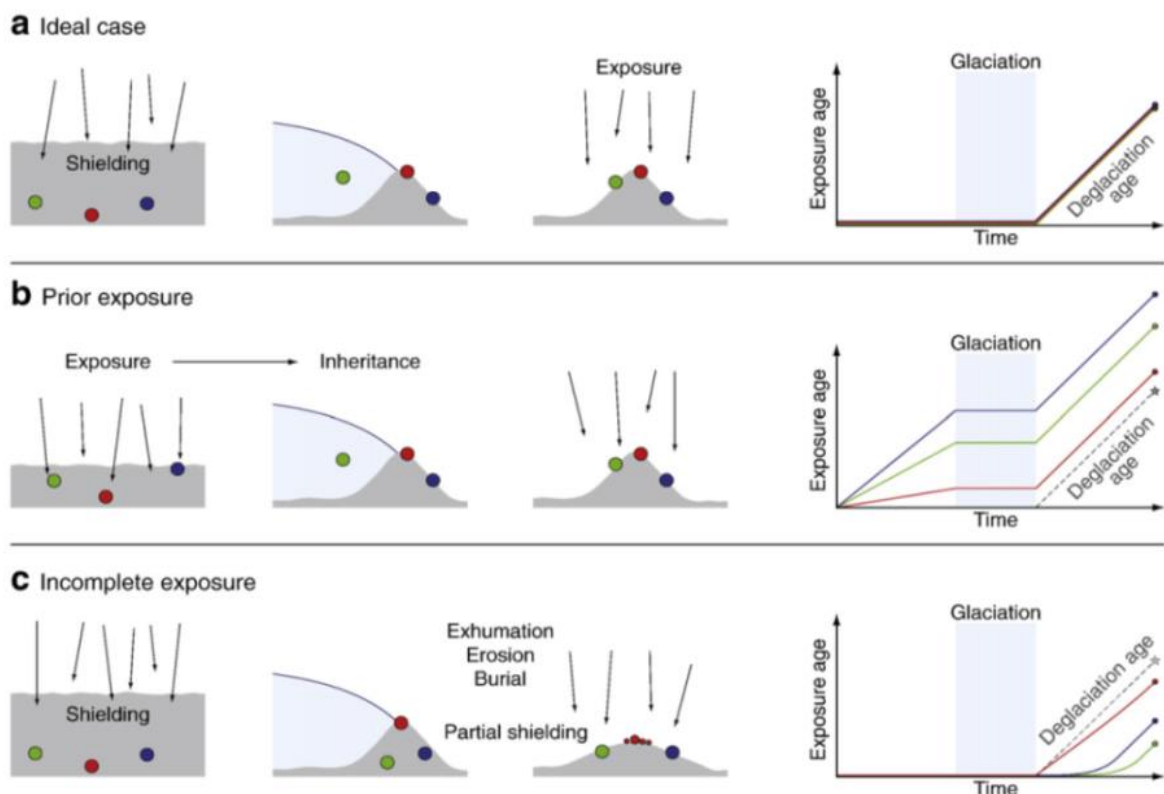 a Ideal case
Shielding
Exposure
Glaciation
Exposure age
Deglaciation
age
Time
b Prior exposure
Exposure
Inheritance
Glaciation
Exposure age
Deglaciation
age
Time
c Incomplete exposure
Shielding
Exhumation
Erosion
Burial
Partial shielding
Glaciation
Exposure age
Deglaciation age
Time